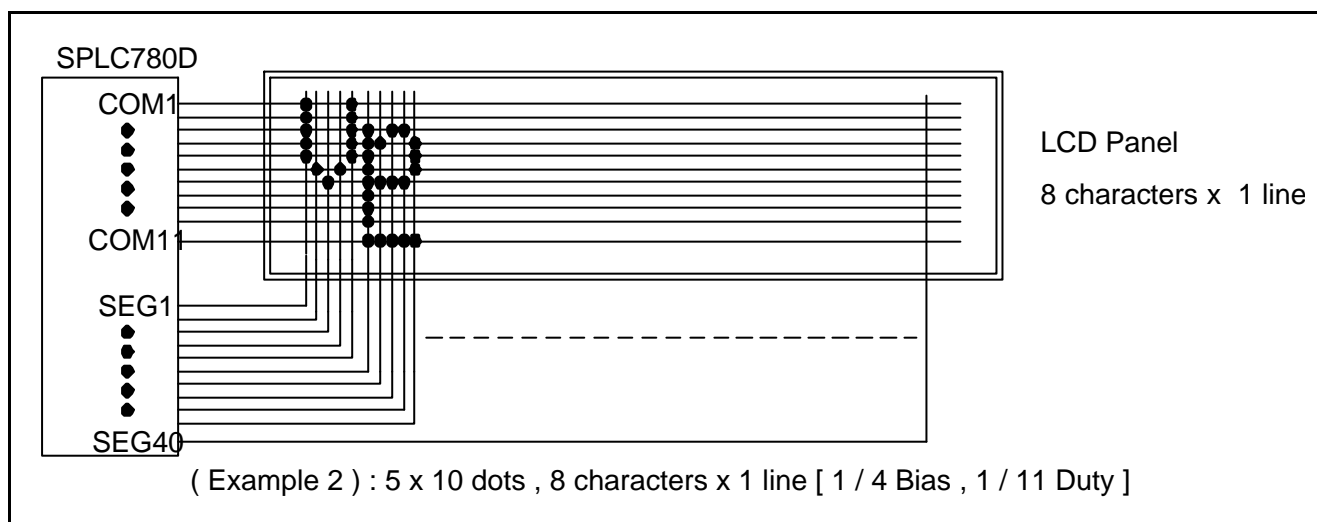 SPLC780D
COM1
COM11
SEG1
SEG40
LCD Panel
8 characters x 1 line
( Example 2 ) : 5 x 10 dots , 8 characters x 1 line [ 1 / 4 Bias , 1 / 11 Duty ]